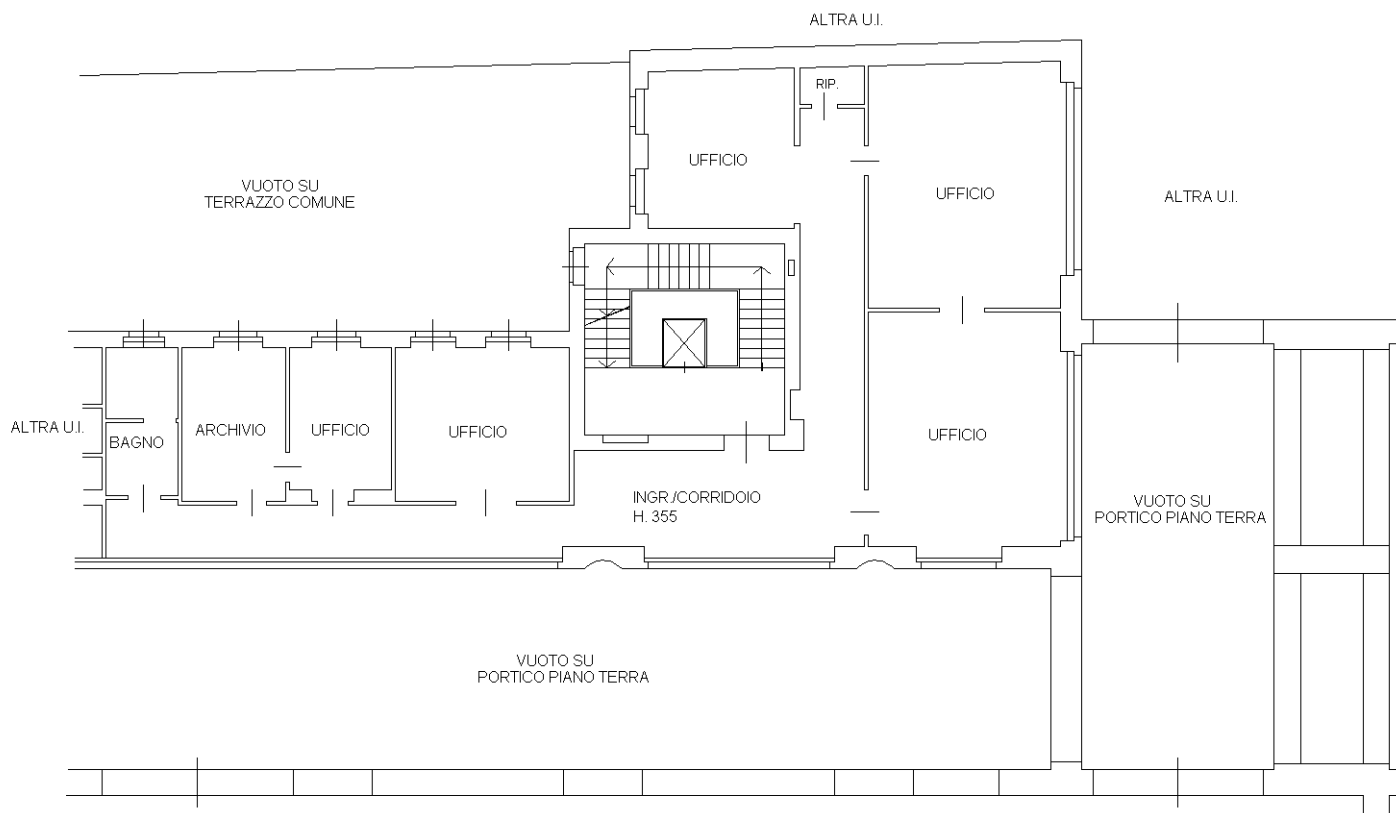 ALTRA U.I.
RIP.
UFFICIO
VUOTO SU
TERRAZZO COMUNE
UFFICIO
ALTRA U.I.
ALTRA U.I.
BAGNO
ARCHIVIO
UFFICIO
UFFICIO
UFFICIO
INGR./CORRIDOIO
H. 355
VUOTO SU
PORTICO PIANO TERRA
VUOTO SU
PORTICO PIANO TERRA